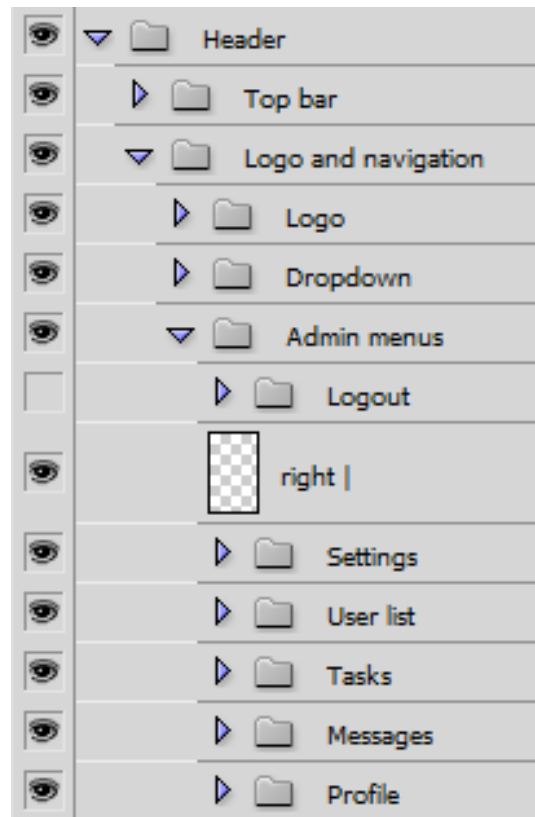 Header
Top bar
Logo and navigation
Logo
Dropdown
Admin menus
Logout
right |
Settings
User list
Tasks
Messages
Profile